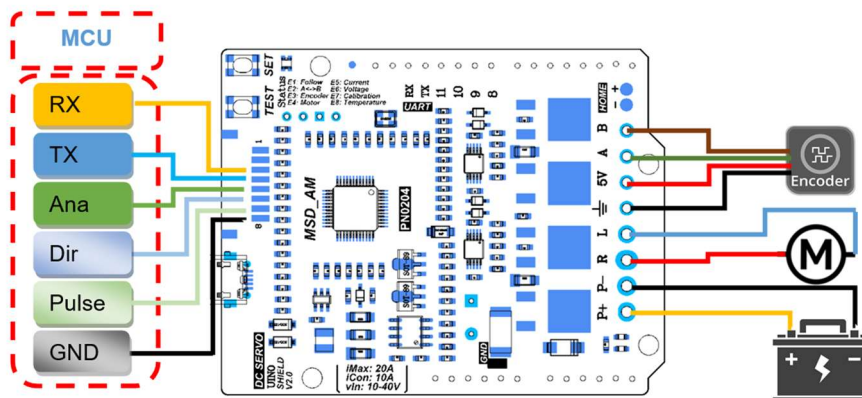 MCU
RX
TX
Ana
Dir
Pulse
GND
SET
TEST
Status
E1: Follow E5: Current
E2: A<->B E6: Voltage
E3: Encoder E7: Calibration
E4: Motor E8: Temperature
RX
TX
UART
11
10
9
8
HOME
+
-
1
8
MSD_AM
PN0204
B
A
5V
L
R
P-
P+
Encoder
M
+ -
DC SERVO
UINO
SHIELD
V2.0
iMax: 20A
iCon: 10A
vIn: 10-40V
GND